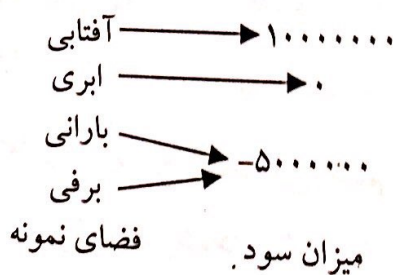 آفتابی ۱۰۰۰۰۰۰۰
ابری ۰
بارانی
-۵۰۰۰۰۰۰
برفی
فضای نمونه
میزان سود